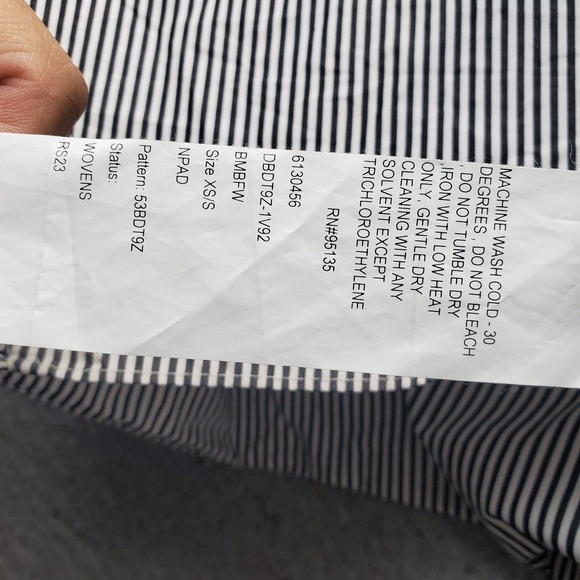 MACHINE WASH COLD - 30
DEGREES , DO NOT BLEACH
, DO NOT TUMBLE DRY
, IRON WITH LOW HEAT
ONLY , GENTLE DRY
CLEANING WITH ANY
SOLVENT EXCEPT
TRICHLOROETHYLENE
RN#95135
6130456
DBDT9Z-1V92
BMBFW
Size XS/S
NPAD
Pattern: 53BDT9Z
Status:
WOVENS
RS23